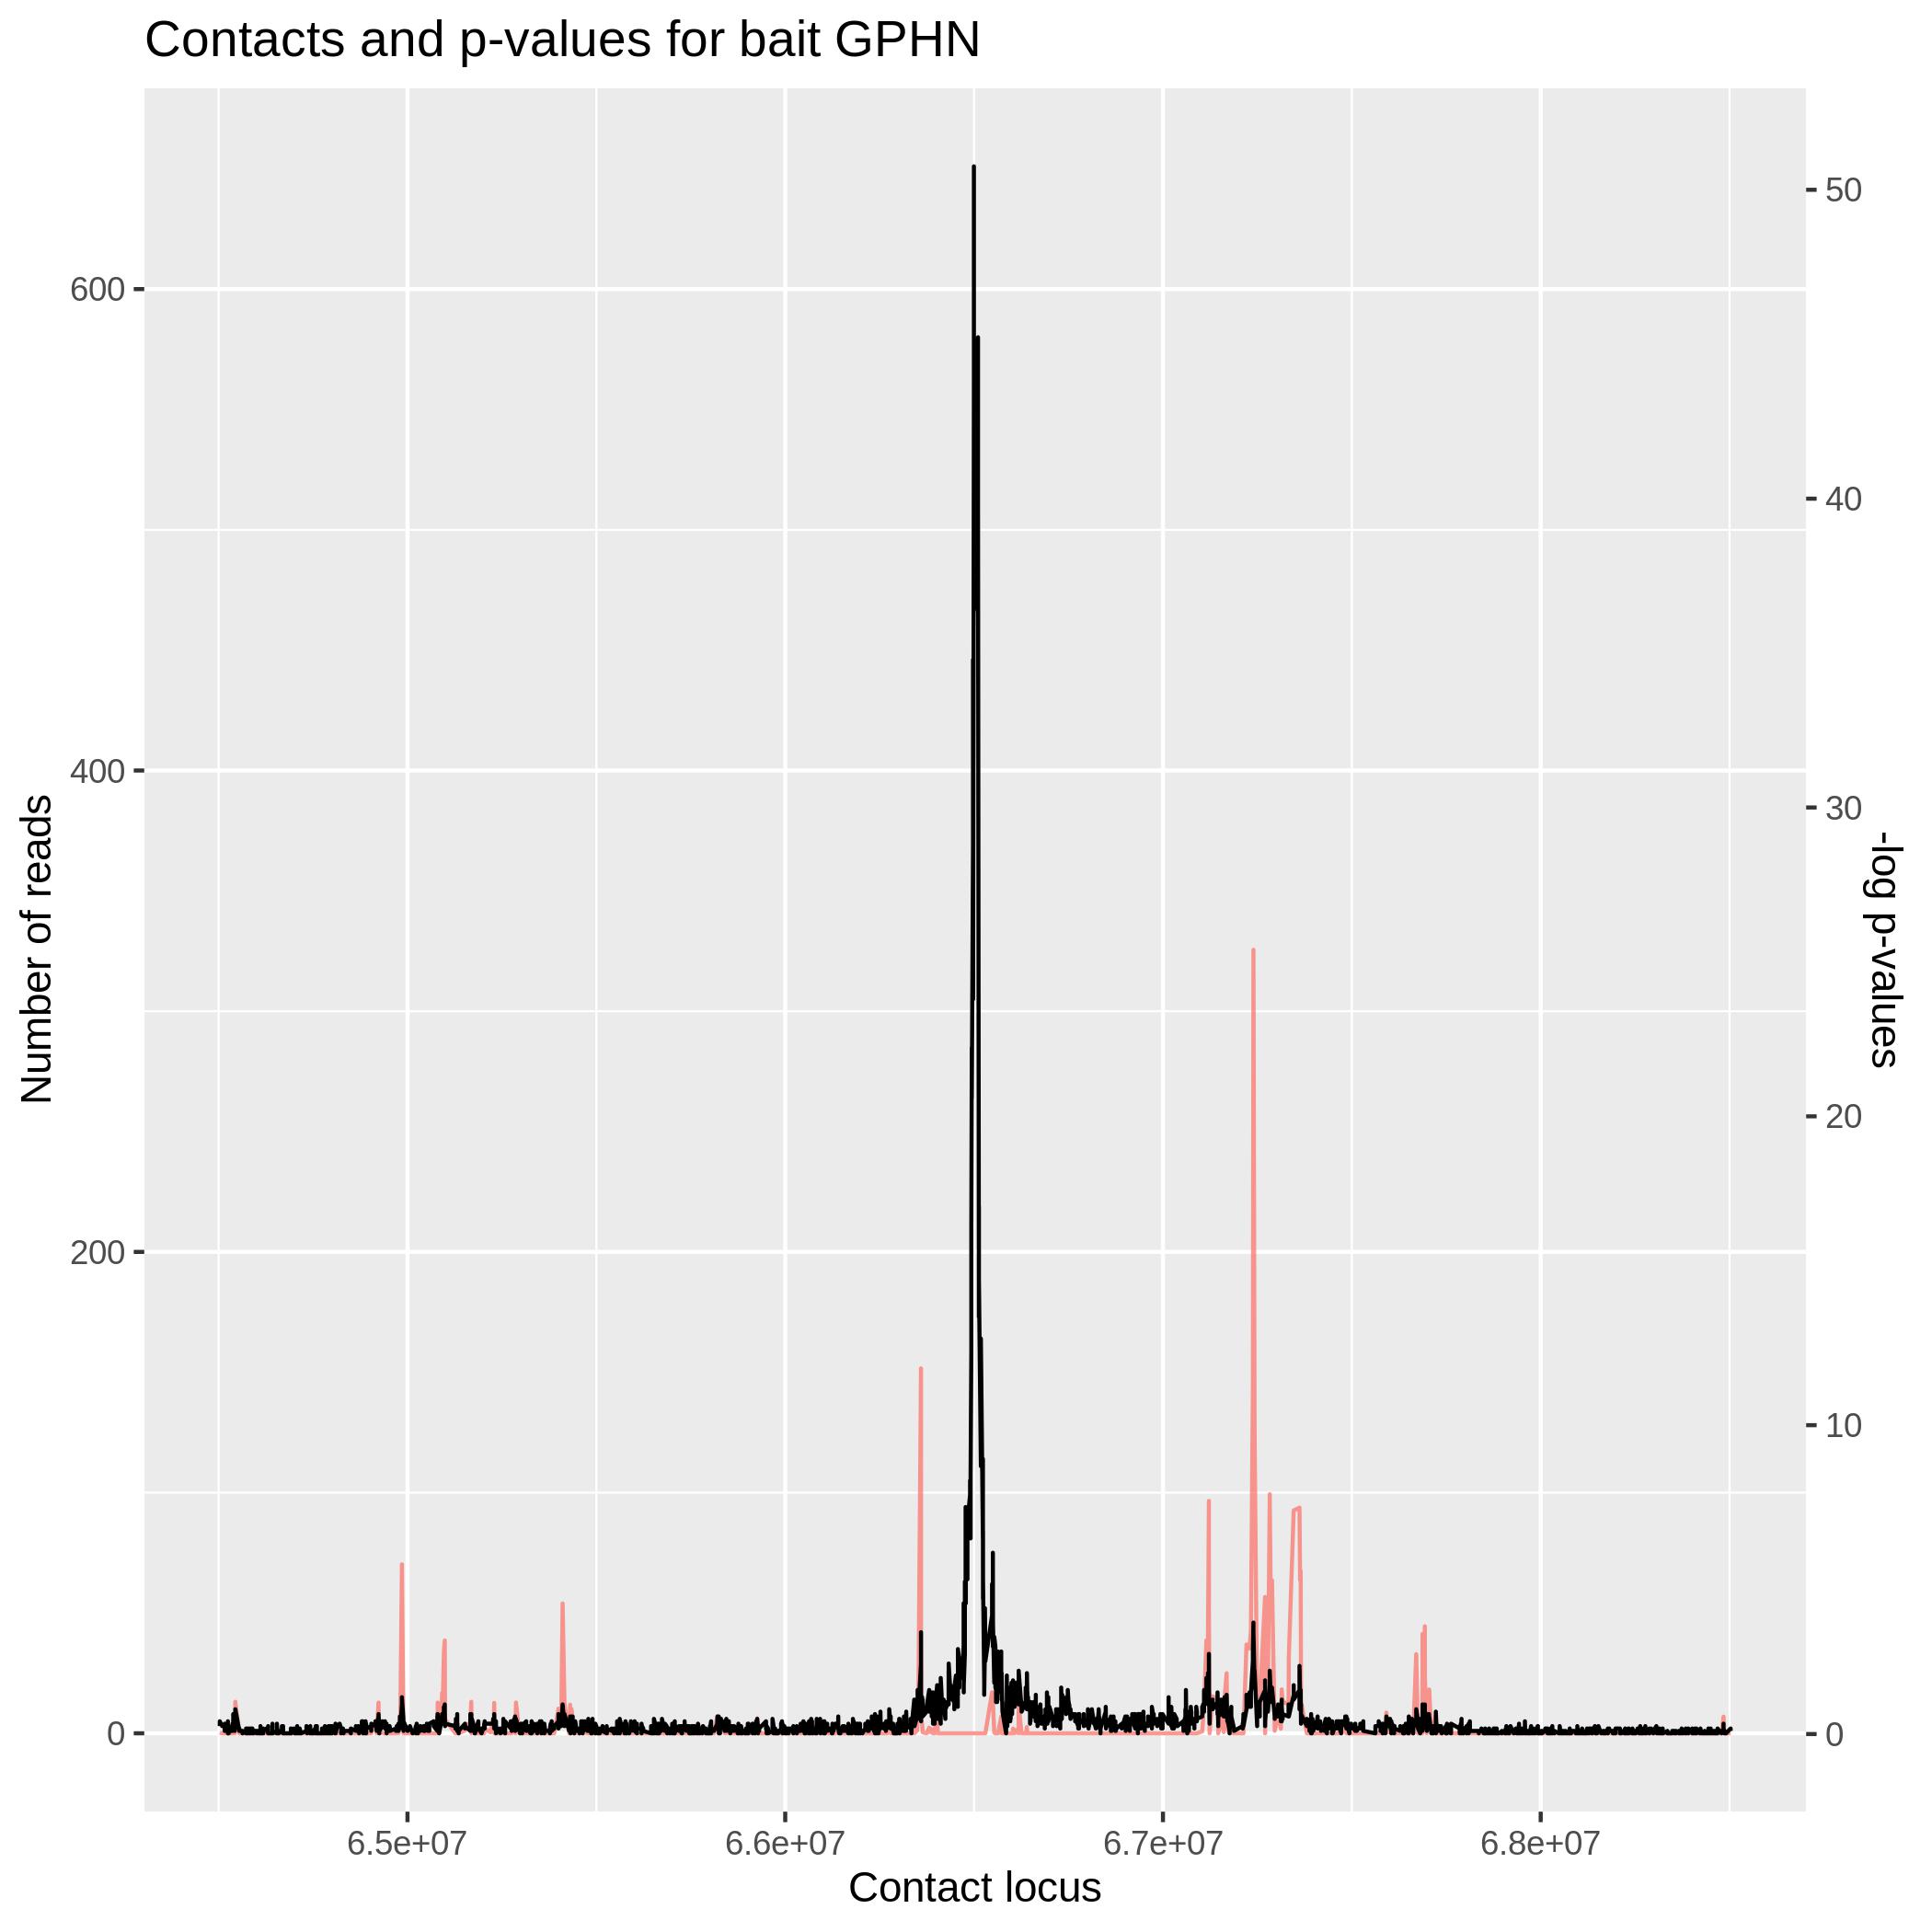 Contacts and p-values for bait GPHN
600
400
200
0
50
40
30
20
10
0
Number of reads
-log p-values
6.5e+07
6.6e+07
6.7e+07
6.8e+07
Contact locus